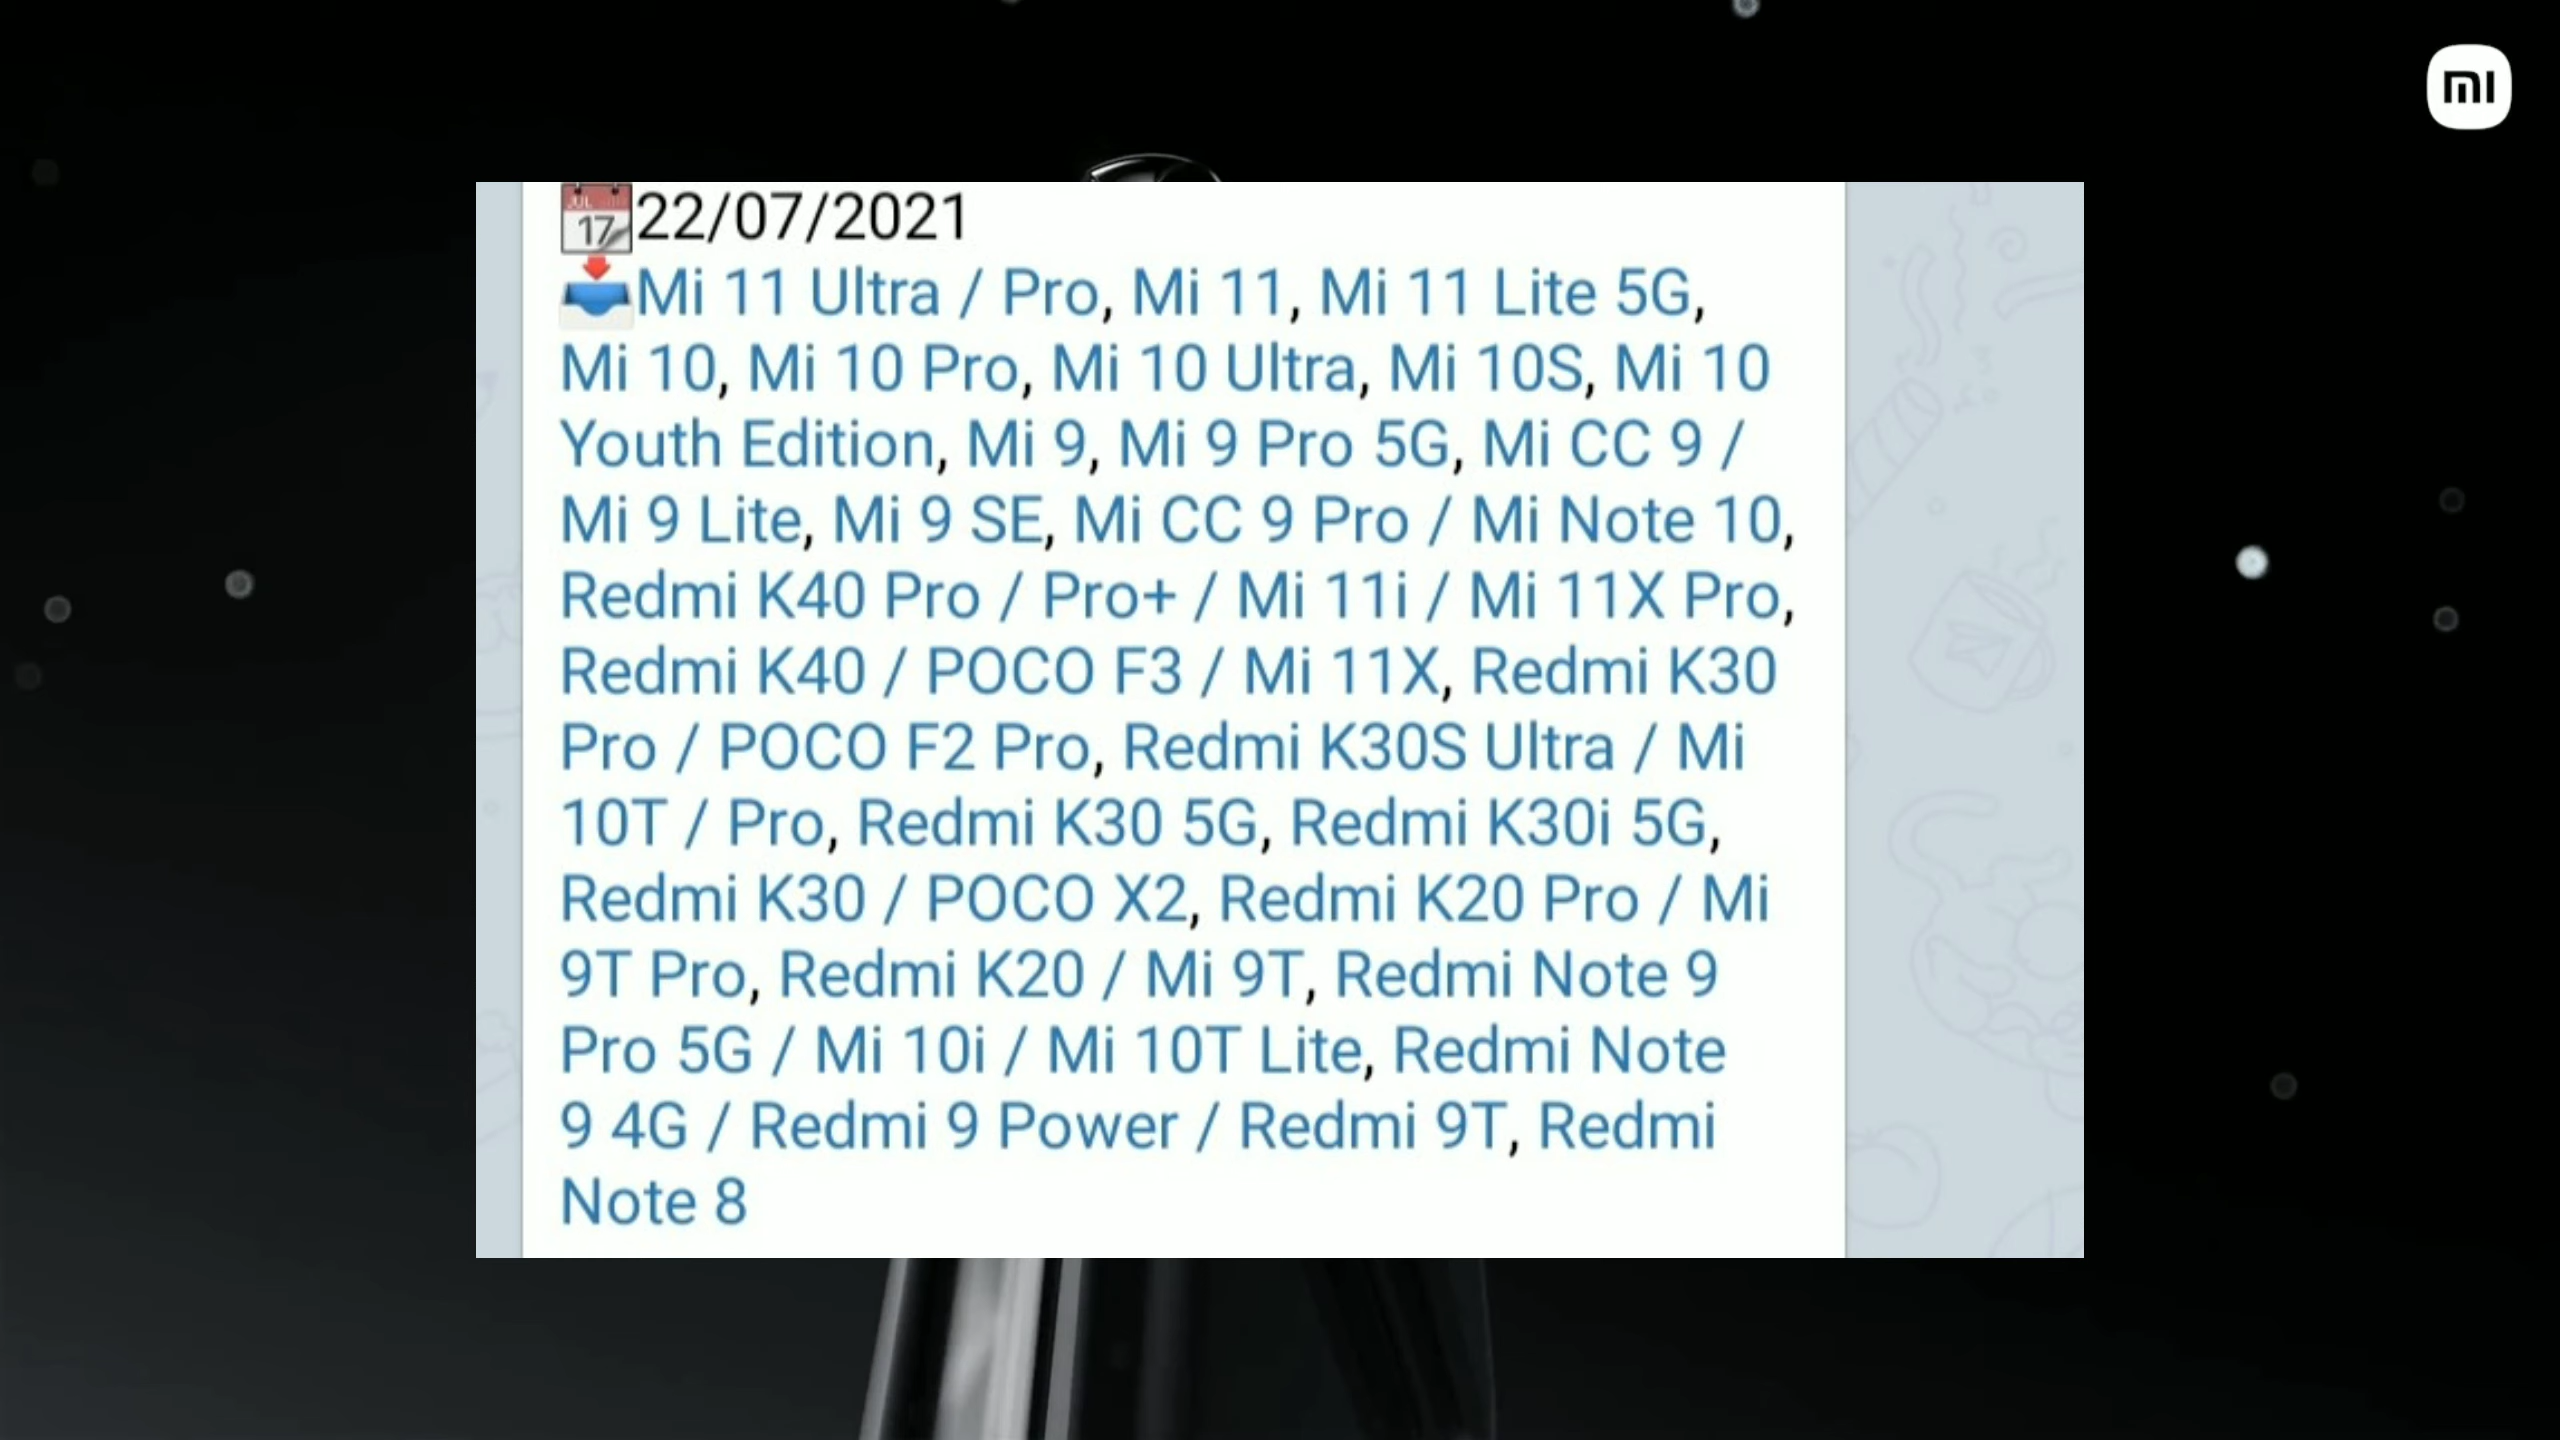 mi
JUL
17
22/07/2021
Mi 11 Ultra / Pro, Mi 11, Mi 11 Lite 5G,
Mi 10, Mi 10 Pro, Mi 10 Ultra, Mi 10S, Mi 10
Youth Edition, Mi 9, Mi 9 Pro 5G, Mi CC 9 /
Mi 9 Lite, Mi 9 SE, Mi CC 9 Pro / Mi Note 10,
Redmi K40 Pro / Pro+ / Mi 11i / Mi 11X Pro,
Redmi K40 / POCO F3 / Mi 11X, Redmi K30
Pro / POCO F2 Pro, Redmi K30S Ultra / Mi
10T / Pro, Redmi K30 5G, Redmi K30i 5G,
Redmi K30 / POCO X2, Redmi K20 Pro / Mi
9T Pro, Redmi K20 / Mi 9T, Redmi Note 9
Pro 5G / Mi 10i / Mi 10T Lite, Redmi Note
9 4G / Redmi 9 Power / Redmi 9T, Redmi
Note 8